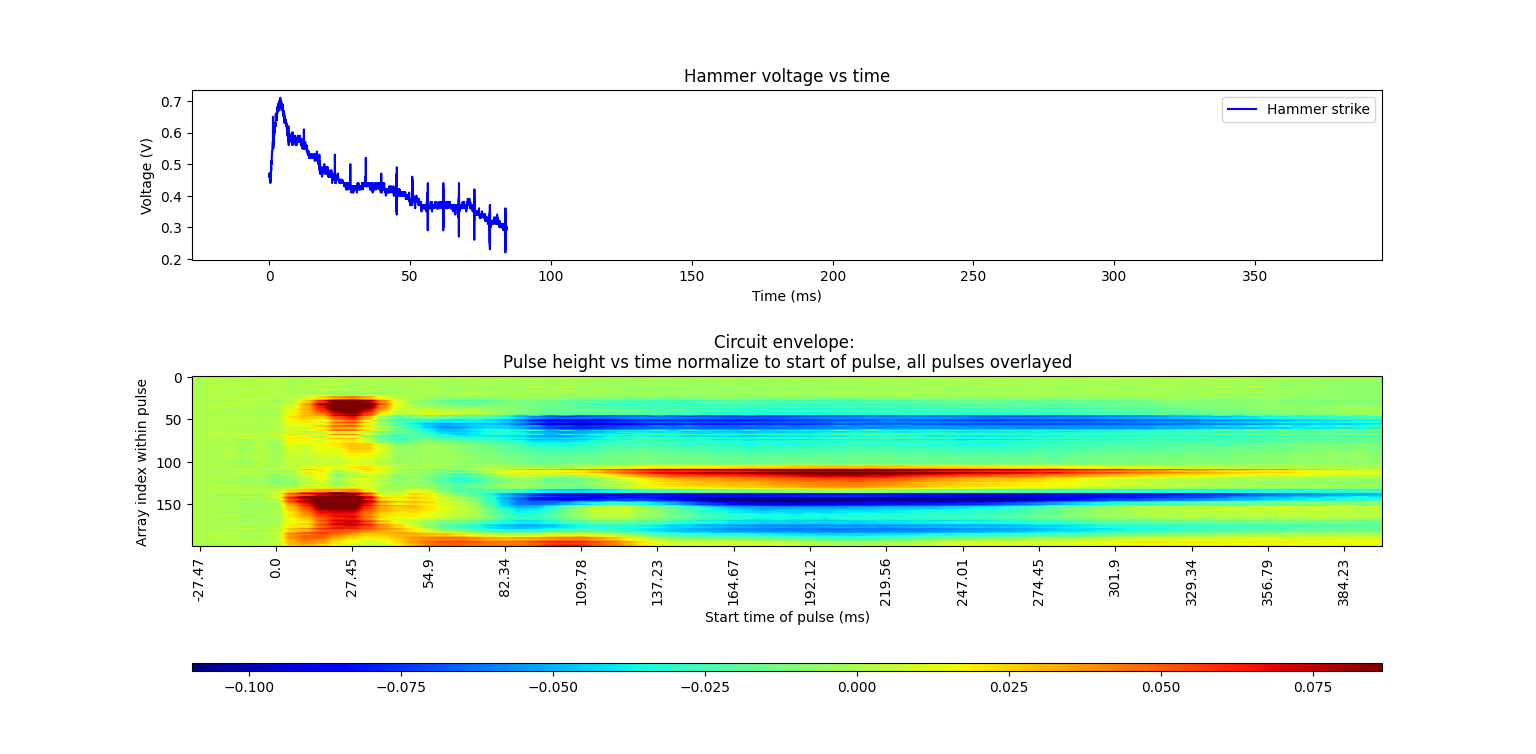 Hammer voltage vs time
Hammer strike
Voltage (V)
0.7
0.6
0.5
0.4
0.3
0.2
0 50 100 150 200 250 300 350
Time (ms)
Circuit envelope:
Pulse height vs time normalize to start of pulse, all pulses overlayed
Array index within pulse
0
50
100
150
-27.47 0.0 27.45 54.9 82.34 109.78 137.23 164.67 192.12 219.56 247.01 274.45 301.9 329.34 356.79 384.23
Start time of pulse (ms)
−0.100 −0.075 −0.050 −0.025 0.000 0.025 0.050 0.075